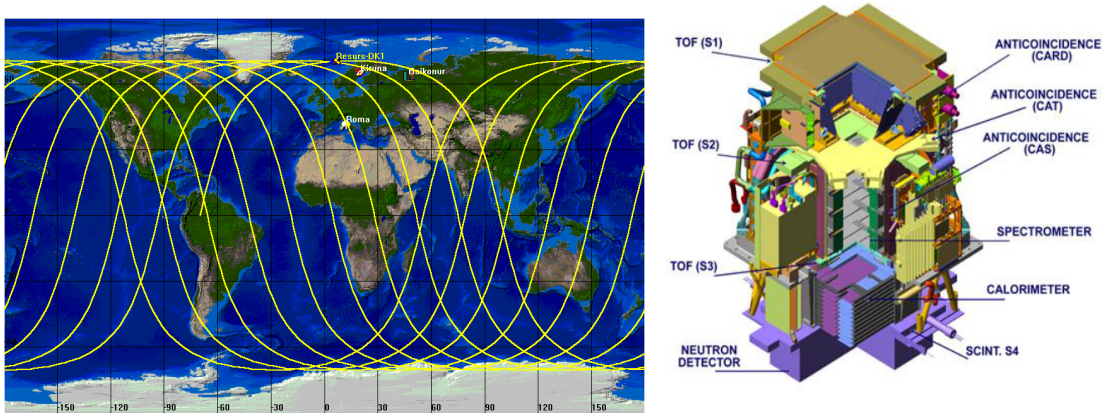 Resurs-DK1
Kiruna
Baikonur
Roma
-150
-120
-90
-60
-30
0
30
60
90
120
150
TOF (S1)
TOF (S2)
TOF (S3)
NEUTRON
DETECTOR
ANTICOINCIDENCE
(CARD)
ANTICOINCIDENCE
(CAT)
ANTICOINCIDENCE
(CAS)
SPECTROMETER
CALORIMETER
SCINT. S4